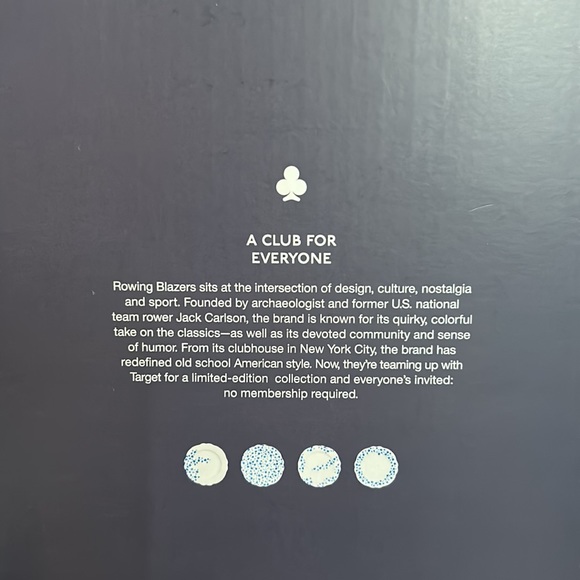 A CLUB FOR
EVERYONE
Rowing Blazers sits at the intersection of design, culture, nostalgia
and sport. Founded by archaeologist and former U.S. national
team rower Jack Carlson, the brand is known for its quirky, colorful
take on the classics—as well as its devoted community and sense
of humor. From its clubhouse in New York City, the brand has
redefined old school American style. Now, they're teaming up with
Target for a limited-edition collection and everyone's invited:
no membership required.